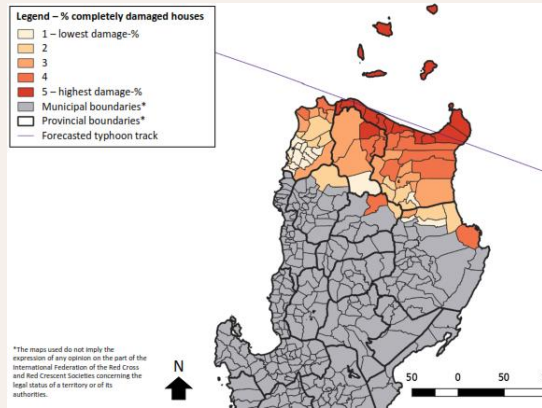 Legend – % completely damaged houses
1 – lowest damage-%
2
3
4
5 – highest damage-%
Municipal boundaries*
Provincial boundaries*
Forecasted typhoon track
*The maps used do not imply the
expression of any opinion on the part of the
International Federation of the Red Cross
and Red Crescent Societies concerning the
legal status of a territory or of its
authorities.
N
50 0 50